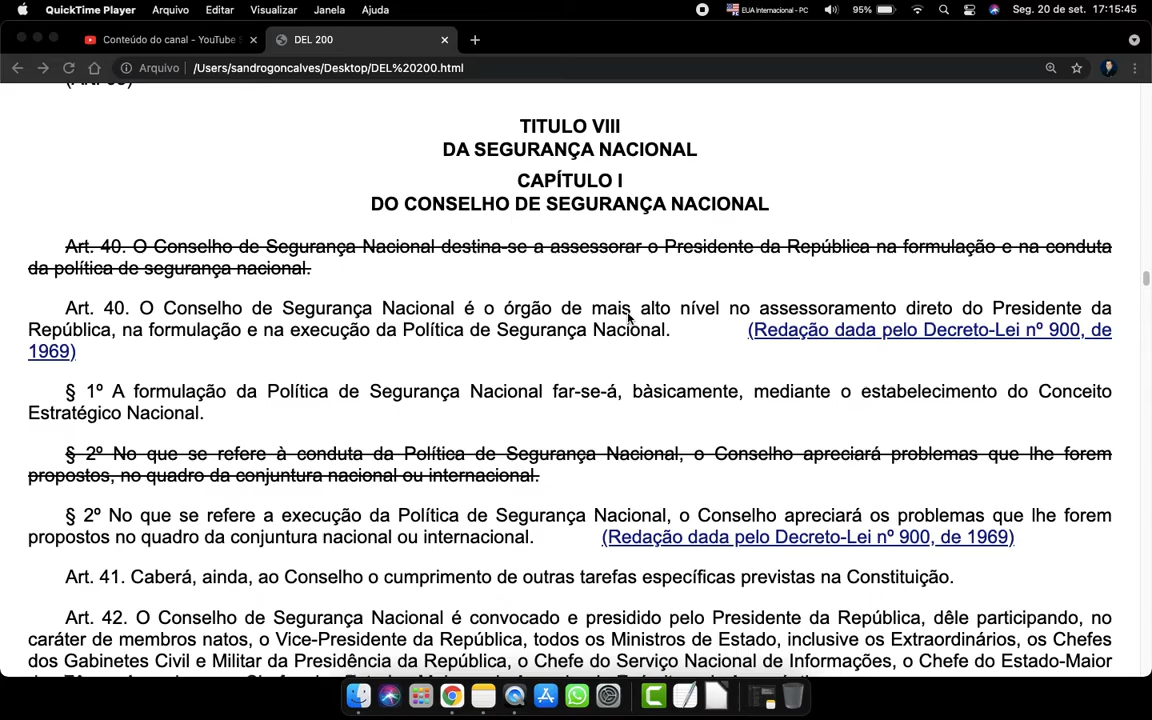 QuickTime Player Arquivo Editar Visualizar Janela Ajuda EUA Internacional - PC 95% Seg. 20 de set. 17:15:45
Conteúdo do canal - YouTube DEL 200
Arquivo /Users/sandrogoncalves/Desktop/DEL%20200.html
TITULO VIII
DA SEGURANÇA NACIONAL
CAPÍTULO I
DO CONSELHO DE SEGURANÇA NACIONAL
Art. 40. O Conselho de Segurança Nacional destina-se a assessorar o Presidente da República na formulação e na conduta
da política de segurança nacional.
Art. 40. O Conselho de Segurança Nacional é o órgão de mais alto nível no assessoramento direto do Presidente da
República, na formulação e na execução da Política de Segurança Nacional. (Redação dada pelo Decreto-Lei nº 900, de
1969)
§ 1º A formulação da Política de Segurança Nacional far-se-á, bàsicamente, mediante o estabelecimento do Conceito
Estratégico Nacional.
§ 2º No que se refere à conduta da Política de Segurança Nacional, o Conselho apreciará problemas que lhe forem
propostos, no quadro da conjuntura nacional ou internacional.
§ 2º No que se refere a execução da Política de Segurança Nacional, o Conselho apreciará os problemas que lhe forem
propostos no quadro da conjuntura nacional ou internacional. (Redação dada pelo Decreto-Lei nº 900, de 1969)
Art. 41. Caberá, ainda, ao Conselho o cumprimento de outras tarefas específicas previstas na Constituição.
Art. 42. O Conselho de Segurança Nacional é convocado e presidido pelo Presidente da República, dêle participando, no
caráter de membros natos, o Vice-Presidente da República, todos os Ministros de Estado, inclusive os Extraordinários, os Chefes
dos Gabinetes Civil e Militar da Presidência da República, o Chefe do Serviço Nacional de Informações, o Chefe do Estado-Maior